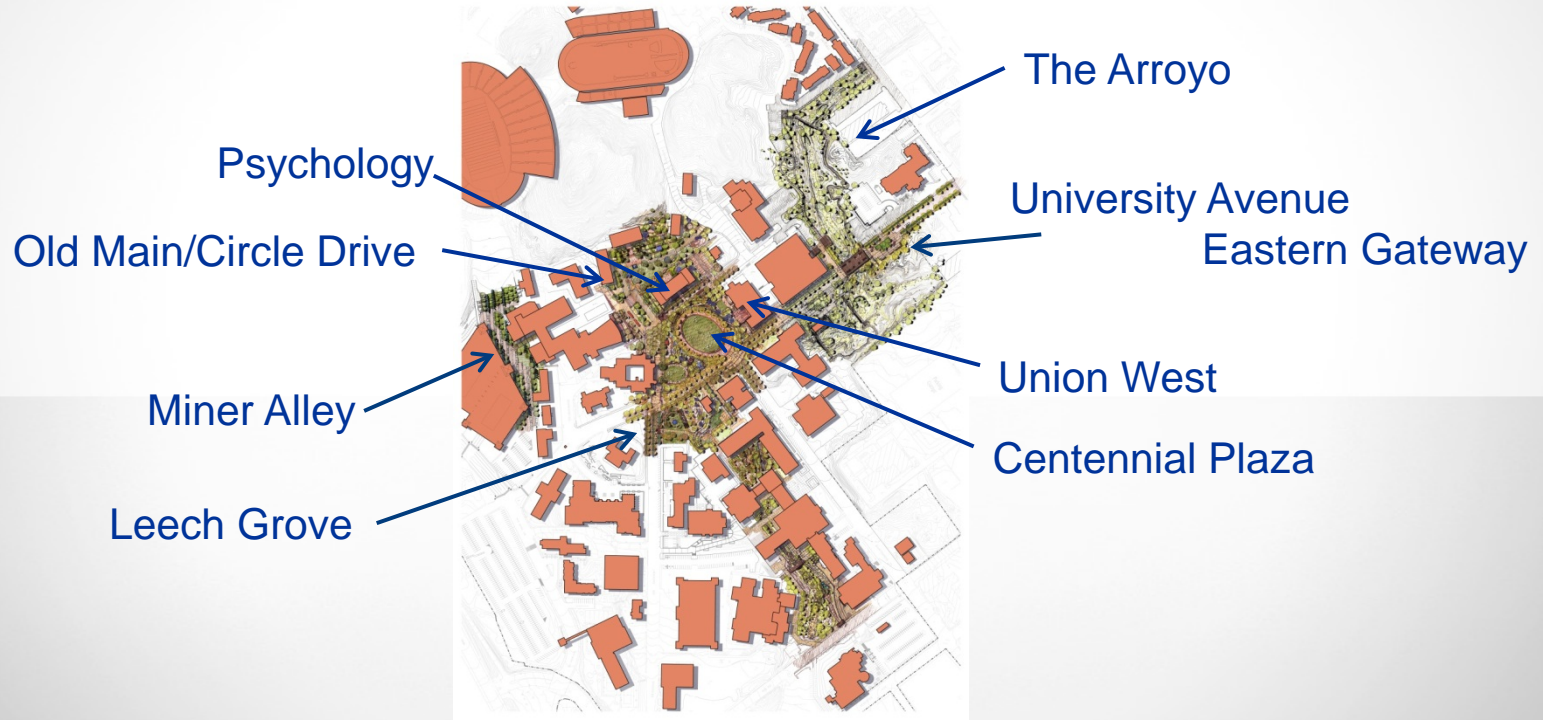 The Arroyo
Psychology
University Avenue
Eastern Gateway
Old Main/Circle Drive
Union West
Miner Alley
Centennial Plaza
Leech Grove